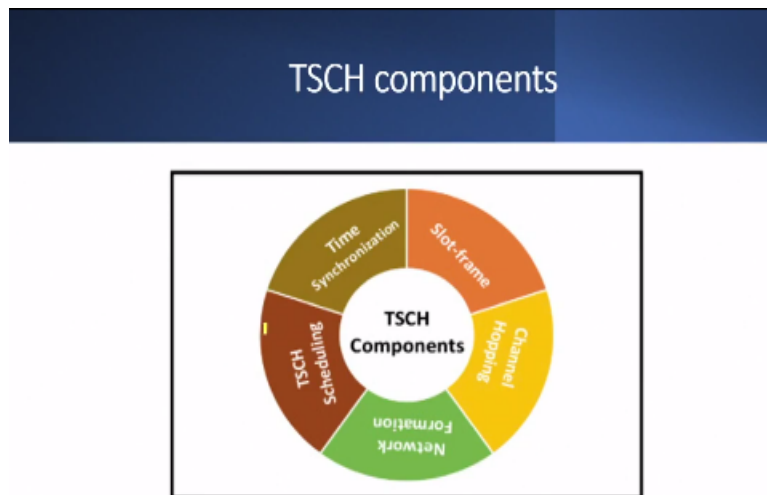 TSCH components
Slot-frame
Channel
Hopping
Network
Formation
TSCH
Scheduling
Time
Synchronization
TSCH
Components